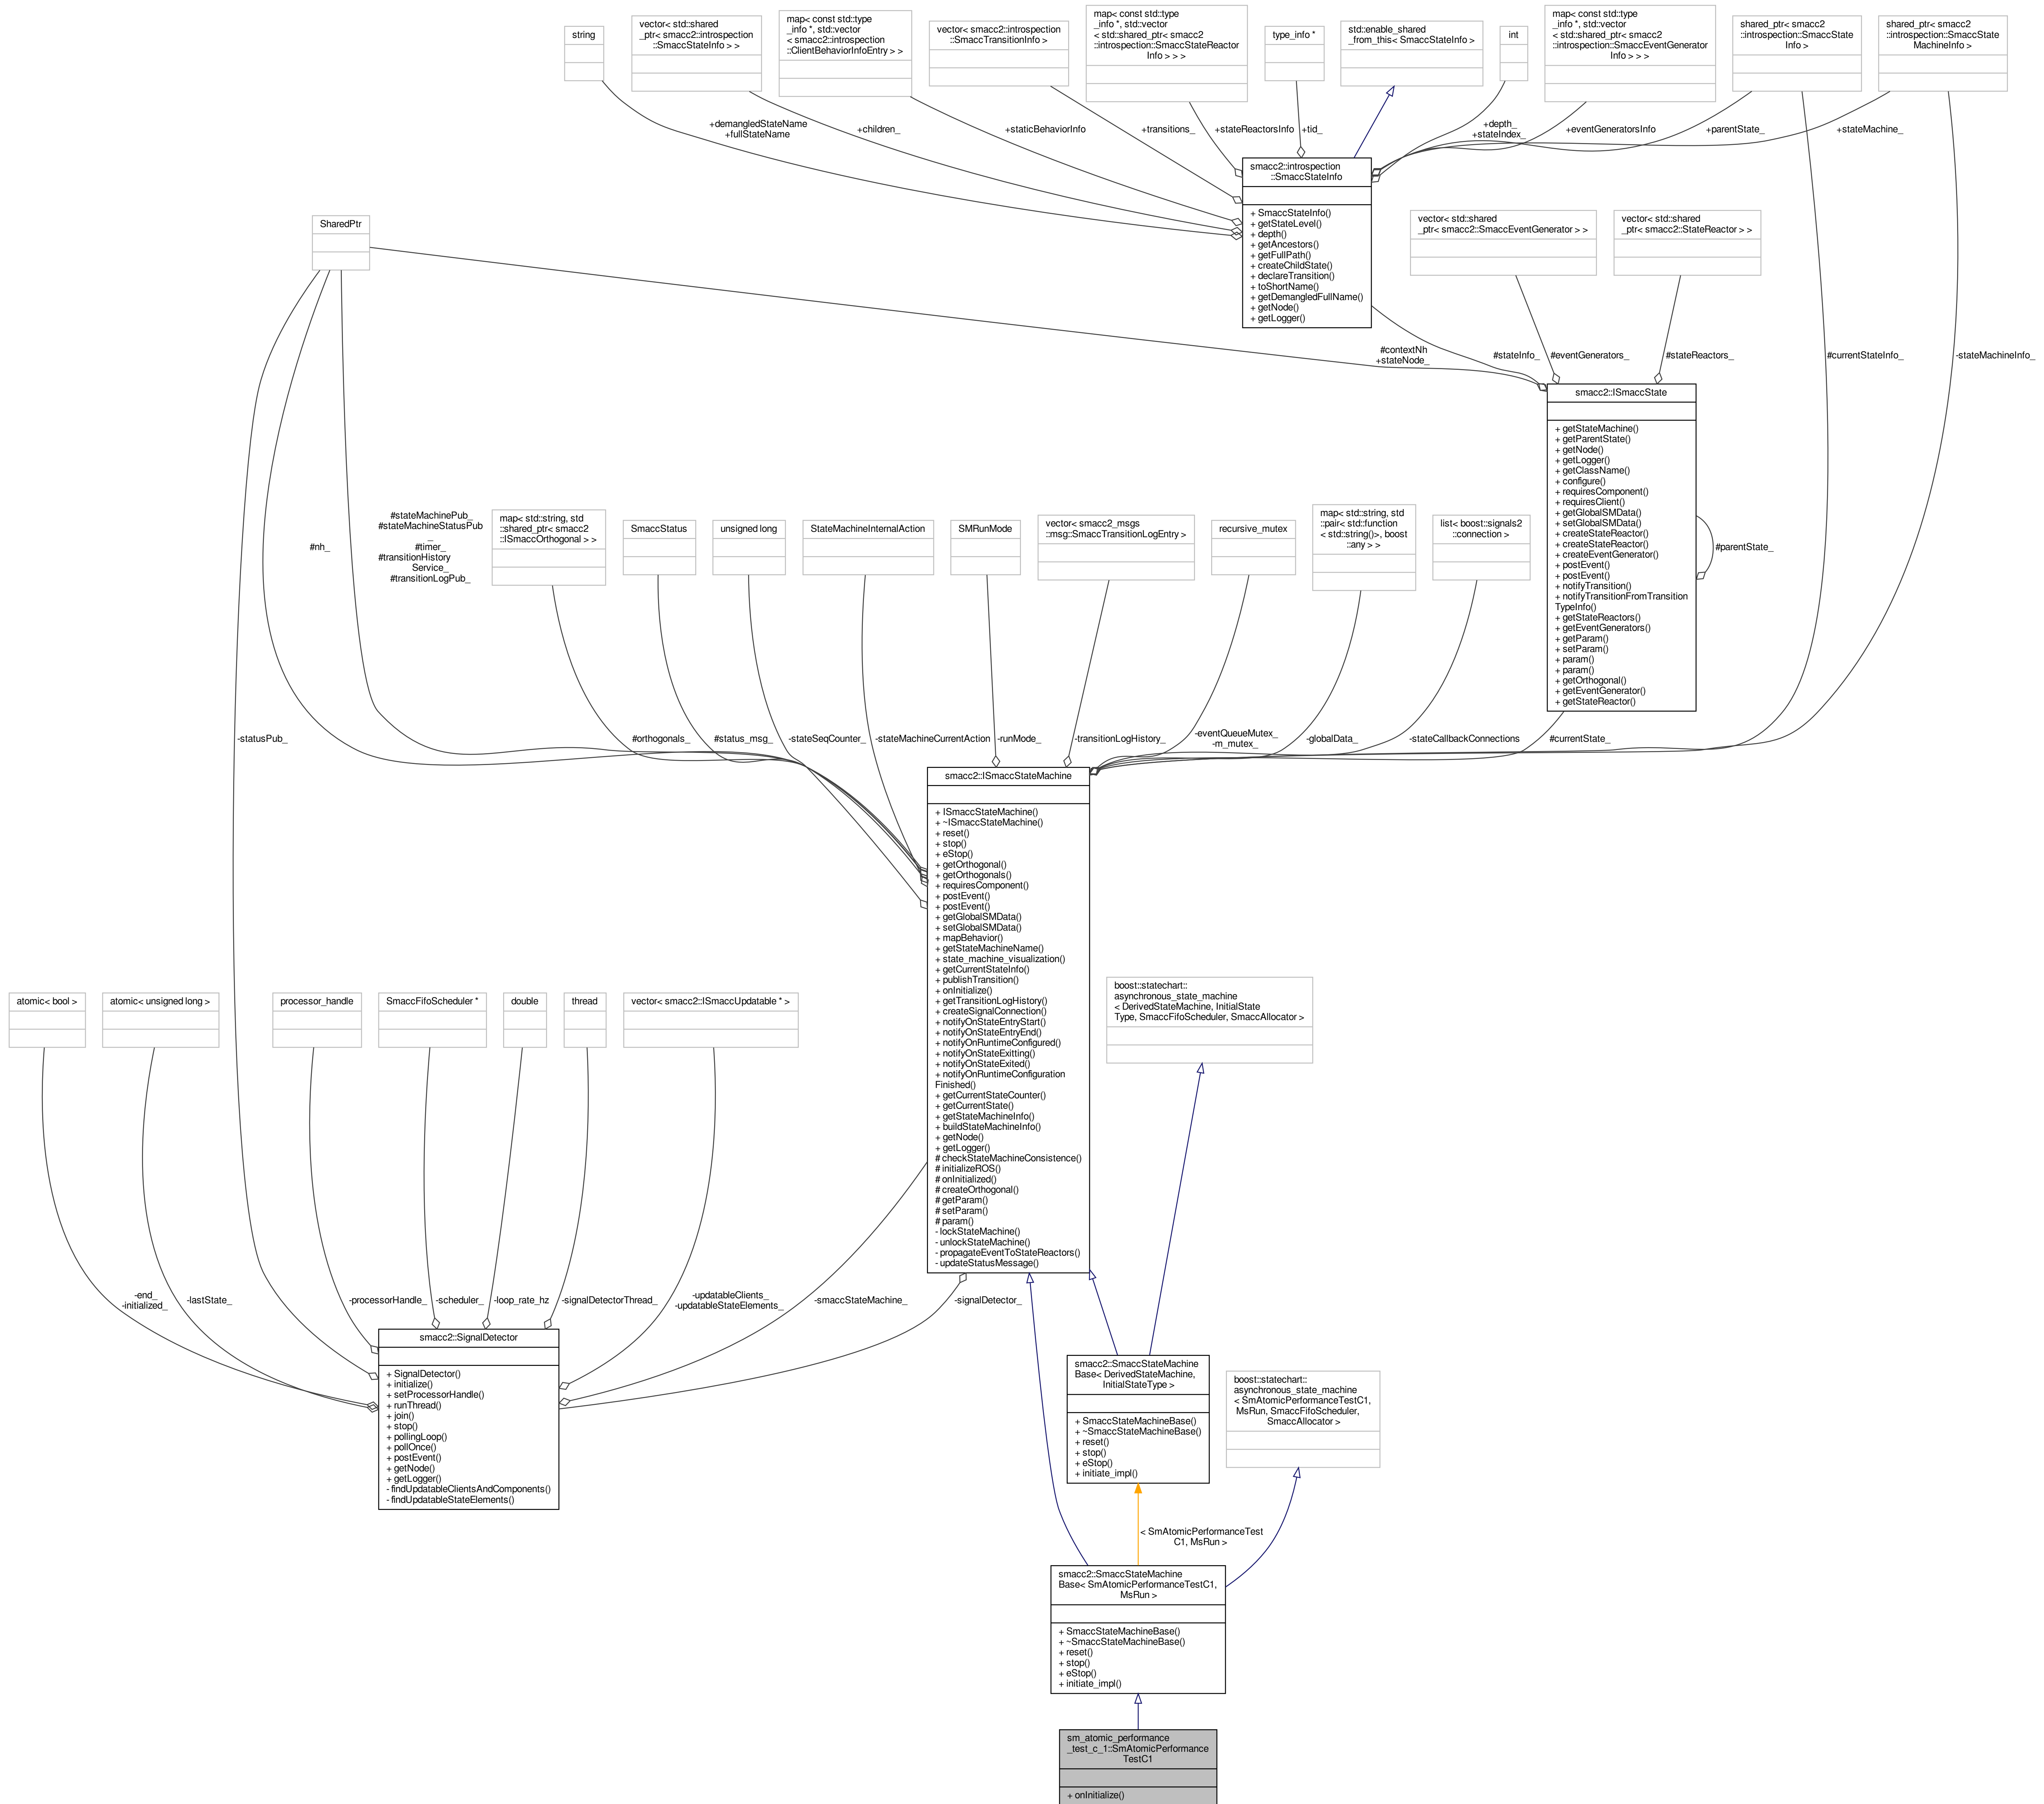 string
vector< std::shared
_ptr< smacc2::introspection
::SmaccStateInfo > >
map< const std::type
_info *, std::vector
< smacc2::introspection
::ClientBehaviorInfoEntry > >
vector< smacc2::introspection
::SmaccTransitionInfo >
map< const std::type
_info *, std::vector
< std::shared_ptr< smacc2
::introspection::SmaccStateReactor
Info > > >
type_info *
std::enable_shared
_from_this< SmaccStateInfo >
int
map< const std::type
_info *, std::vector
< std::shared_ptr< smacc2
::introspection::SmaccEventGenerator
Info > > >
shared_ptr< smacc2
::introspection::SmaccState
Info >
shared_ptr< smacc2
::introspection::SmaccState
MachineInfo >
+demangledStateName
+fullStateName
+children_
+staticBehaviorInfo
+transitions_
+stateReactorsInfo
+tid_
+depth_
+stateIndex_
+eventGeneratorsInfo
+parentState_
+stateMachine_
smacc2::introspection
::SmaccStateInfo
+ SmaccStateInfo()
+ getStateLevel()
+ depth()
+ getAncestors()
+ getFullPath()
+ createChildState()
+ declareTransition()
+ toShortName()
+ getDemangledFullName()
+ getNode()
+ getLogger()
SharedPtr
vector< std::shared
_ptr< smacc2::SmaccEventGenerator > >
vector< std::shared
_ptr< smacc2::StateReactor > >
#contextNh
+stateNode_
#stateInfo_
#eventGenerators_
#stateReactors_
#currentStateInfo_
-stateMachineInfo_
smacc2::ISmaccState
+ getStateMachine()
+ getParentState()
+ getNode()
+ getLogger()
+ getClassName()
+ configure()
+ requiresComponent()
+ requiresClient()
+ getGlobalSMData()
+ setGlobalSMData()
+ createStateReactor()
+ createStateReactor()
+ createEventGenerator()
+ postEvent()
+ postEvent()
+ notifyTransition()
+ notifyTransitionFromTransition
TypeInfo()
+ getStateReactors()
+ getEventGenerators()
+ getParam()
+ setParam()
+ param()
+ param()
+ getOrthogonal()
+ getEventGenerator()
+ getStateReactor()
#parentState_
#nh_
#stateMachinePub_
#stateMachineStatusPub
_
#timer_
#transitionHistory
Service_
#transitionLogPub_
map< std::string, std
::shared_ptr< smacc2
::ISmaccOrthogonal > >
SmaccStatus
unsigned long
StateMachineInternalAction
SMRunMode
vector< smacc2_msgs
::msg::SmaccTransitionLogEntry >
recursive_mutex
map< std::string, std
::pair< std::function
< std::string()>, boost
::any > >
list< boost::signals2
::connection >
-statusPub_
#orthogonals_
#status_msg_
-stateSeqCounter_
-stateMachineCurrentAction
-runMode_
-transitionLogHistory_
-eventQueueMutex_
-m_mutex_
-globalData_
-stateCallbackConnections
#currentState_
smacc2::ISmaccStateMachine
+ ISmaccStateMachine()
+ ~ISmaccStateMachine()
+ reset()
+ stop()
+ eStop()
+ getOrthogonal()
+ getOrthogonals()
+ requiresComponent()
+ postEvent()
+ postEvent()
+ getGlobalSMData()
+ setGlobalSMData()
+ mapBehavior()
+ getStateMachineName()
+ state_machine_visualization()
+ getCurrentStateInfo()
+ publishTransition()
+ onInitialize()
+ getTransitionLogHistory()
+ createSignalConnection()
+ notifyOnStateEntryStart()
+ notifyOnStateEntryEnd()
+ notifyOnRuntimeConfigured()
+ notifyOnStateExitting()
+ notifyOnStateExited()
+ notifyOnRuntimeConfiguration
Finished()
+ getCurrentStateCounter()
+ getCurrentState()
+ getStateMachineInfo()
+ buildStateMachineInfo()
+ getNode()
+ getLogger()
# checkStateMachineConsistence()
# initializeROS()
# onInitialized()
# createOrthogonal()
# getParam()
# setParam()
# param()
- lockStateMachine()
- unlockStateMachine()
- propagateEventToStateReactors()
- updateStatusMessage()
atomic< bool >
atomic< unsigned long >
processor_handle
SmaccFifoScheduler *
double
thread
vector< smacc2::ISmaccUpdatable * >
boost::statechart::
asynchronous_state_machine
< DerivedStateMachine, InitialState
Type, SmaccFifoScheduler, SmaccAllocator >
-end_
-initialized_
-lastState_
-processorHandle_
-scheduler_
-loop_rate_hz
-signalDetectorThread_
-updatableClients_
-updatableStateElements_
-smaccStateMachine_
-signalDetector_
smacc2::SignalDetector
+ SignalDetector()
+ initialize()
+ setProcessorHandle()
+ runThread()
+ join()
+ stop()
+ pollingLoop()
+ pollOnce()
+ postEvent()
+ getNode()
+ getLogger()
- findUpdatableClientsAndComponents()
- findUpdatableStateElements()
smacc2::SmaccStateMachine
Base< DerivedStateMachine,
InitialStateType >
+ SmaccStateMachineBase()
+ ~SmaccStateMachineBase()
+ reset()
+ stop()
+ eStop()
+ initiate_impl()
boost::statechart::
asynchronous_state_machine
< SmAtomicPerformanceTestC1,
MsRun, SmaccFifoScheduler,
SmaccAllocator >
< SmAtomicPerformanceTest
C1, MsRun >
smacc2::SmaccStateMachine
Base< SmAtomicPerformanceTestC1,
MsRun >
+ SmaccStateMachineBase()
+ ~SmaccStateMachineBase()
+ reset()
+ stop()
+ eStop()
+ initiate_impl()
sm_atomic_performance
_test_c_1::SmAtomicPerformance
TestC1
+ onInitialize()